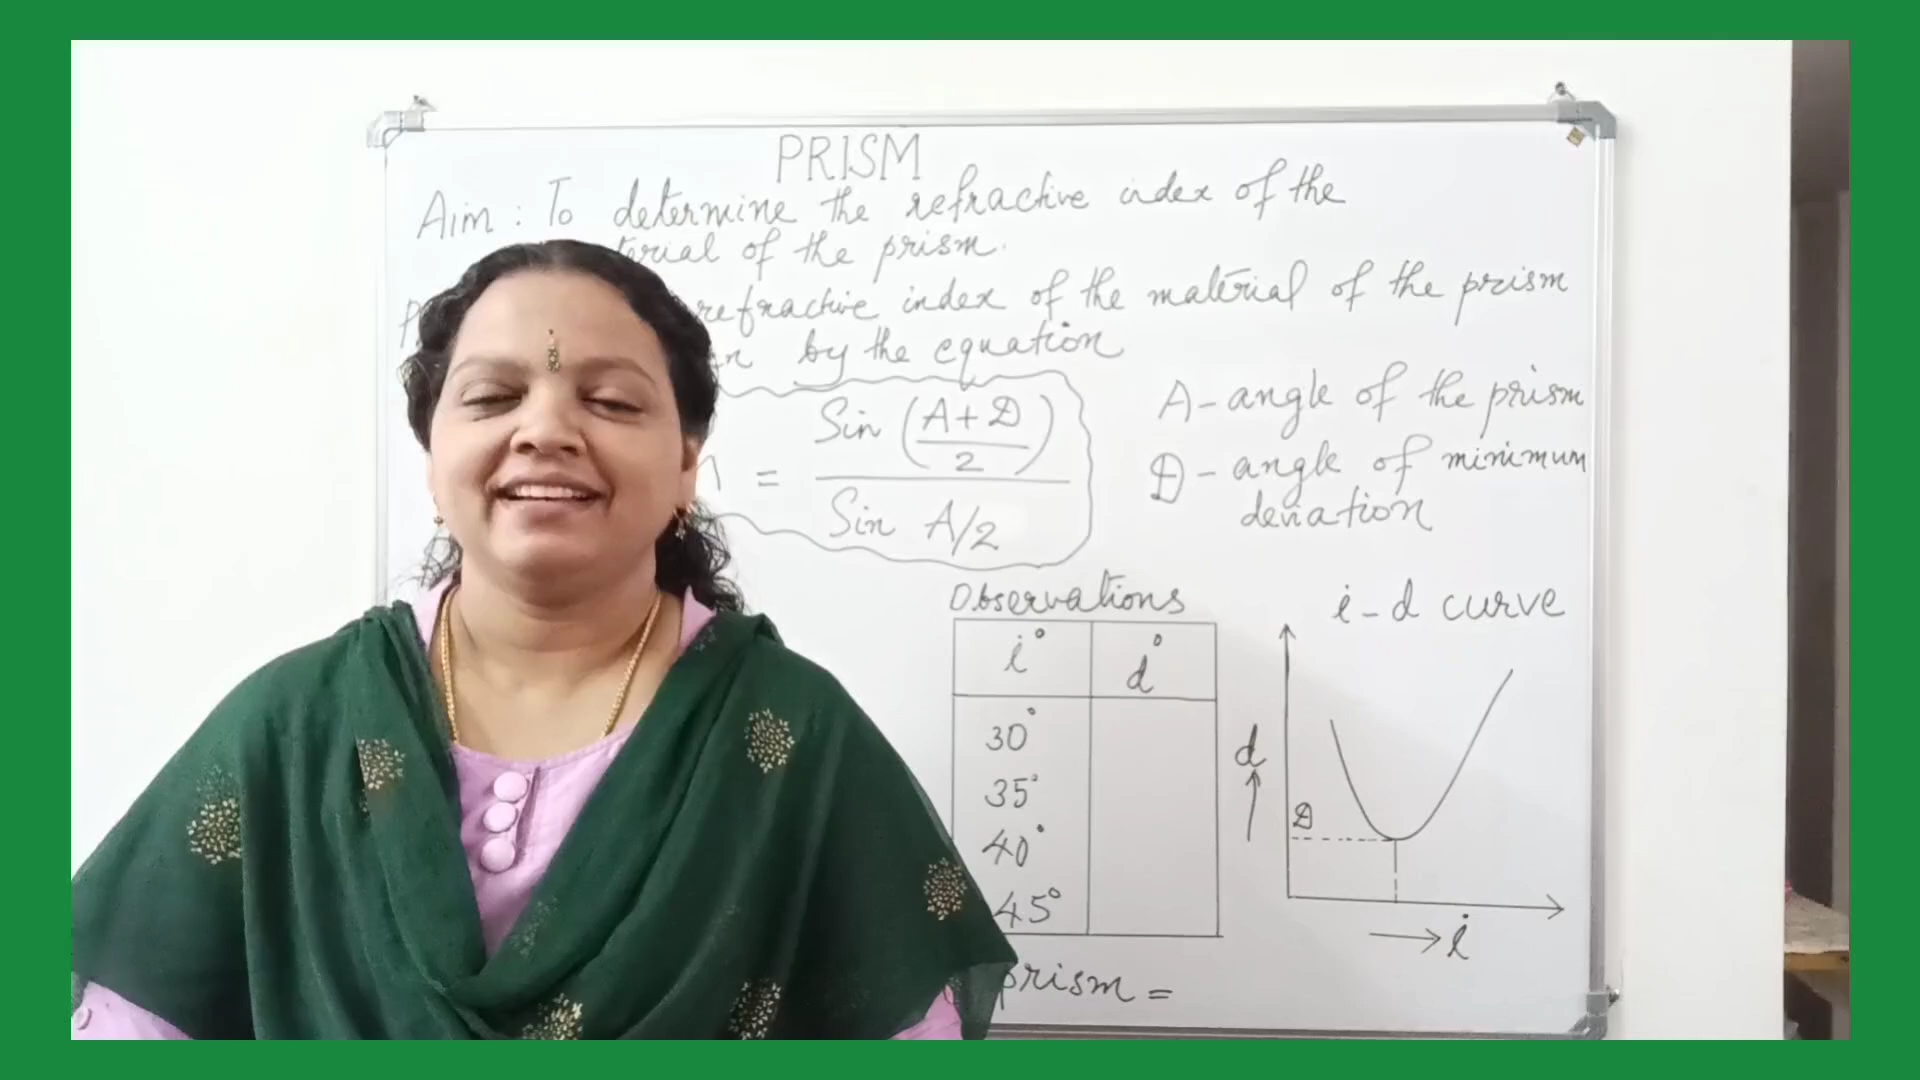 PRISM
Aim : To determine the refractive index of the
terial of the prism.
refractive index of the material of the prism
by the equation
= Sin (A+D/2) / Sin A/2
A - angle of the prism
D - angle of minimum
deviation
Observations
i° d°
30°
35°
40°
45°
prism =
i - d curve
d
D
i